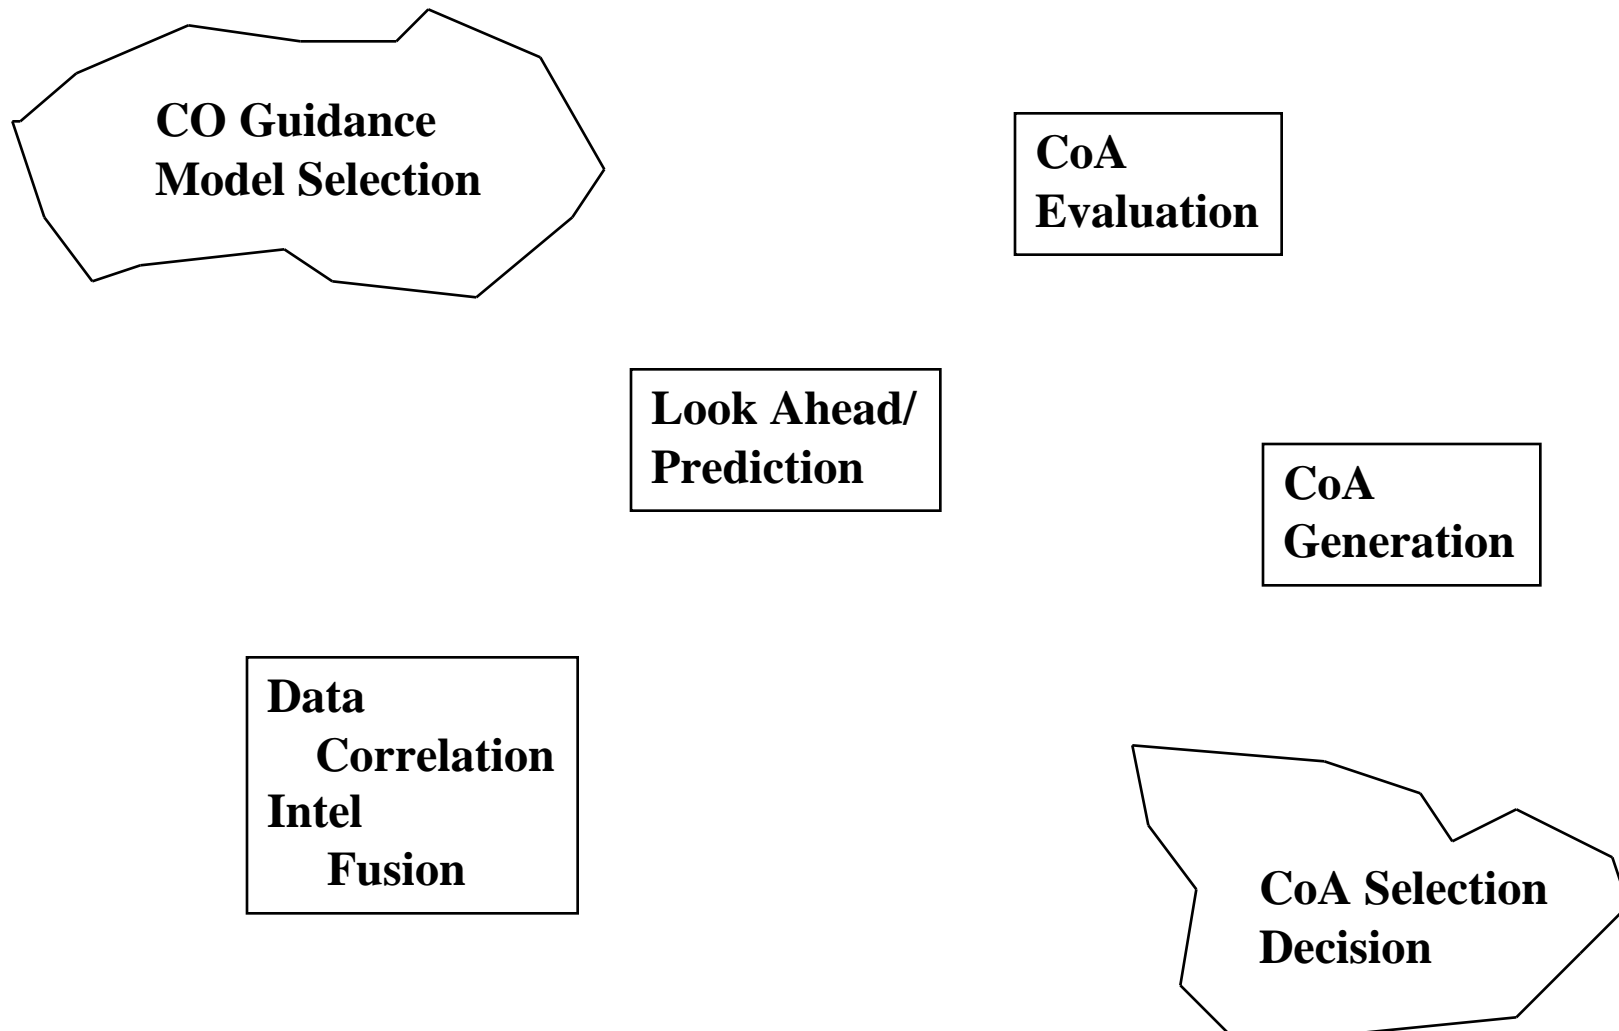 CO Guidance
Model Selection
CoA
Evaluation
Look Ahead/
Prediction
CoA
Generation
Data
Correlation
Intel
Fusion
CoA Selection
Decision